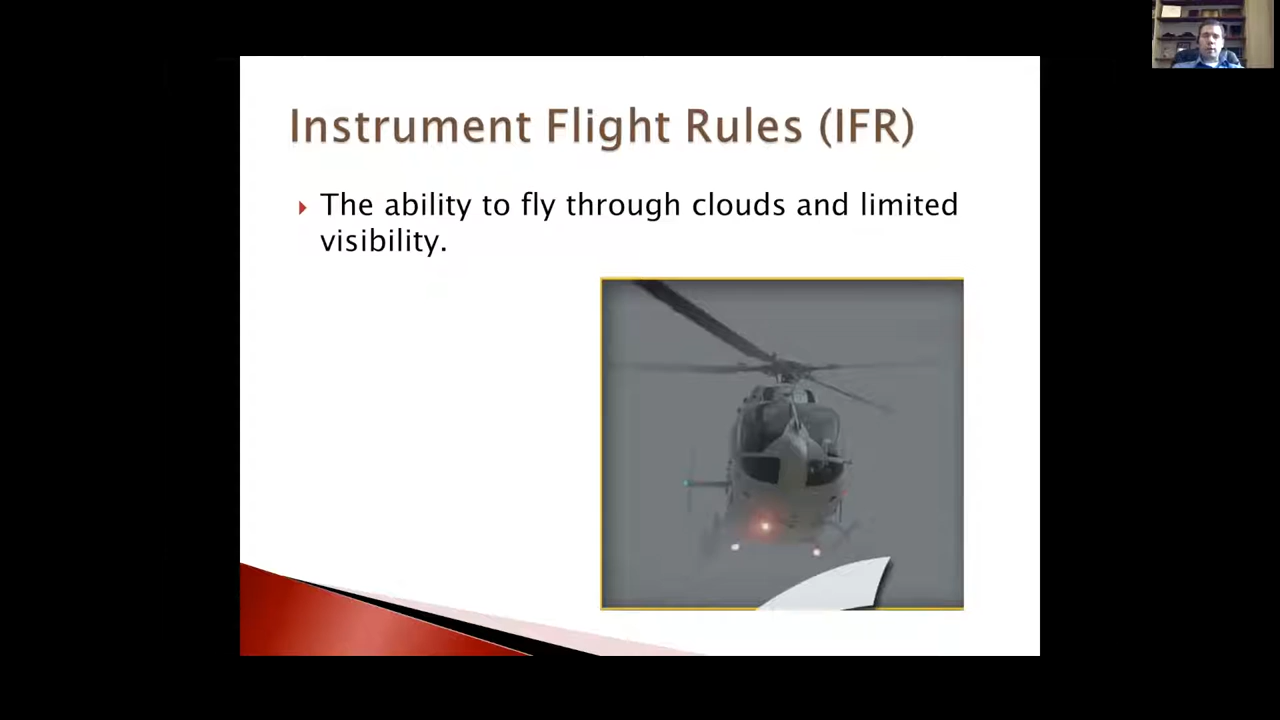 Instrument Flight Rules (IFR)
The ability to fly through clouds and limited
visibility.